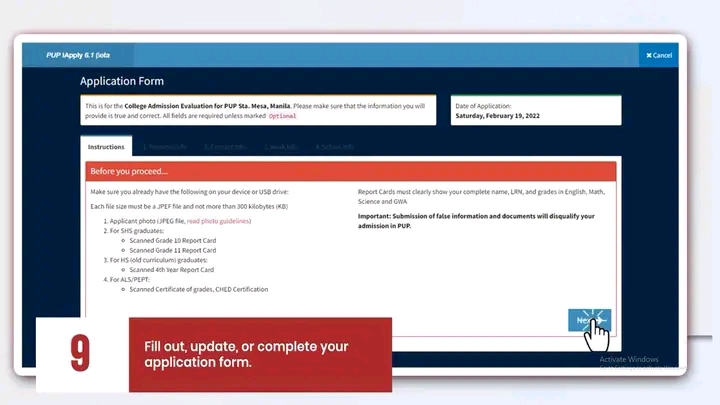 PUP iApply 6.1 βeta
✖ Cancel
Application Form
This is for the College Admission Evaluation for PUP Sta. Mesa, Manila. Please make sure that the information you will
provide is true and correct. All fields are required unless marked Optional
Date of Application:
Saturday, February 19, 2022
Instructions
1. Personal Info
2. Contact Info
3. Work Info
4. School Info
Before you proceed...
Make sure you already have the following on your device or USB drive:
Each file size must be a JPEF file and not more than 300 kilobytes (KB)
1. Applicant photo (JPEG file, read photo guidelines)
2. For SHS graduates:
Scanned Grade 10 Report Card
Scanned Grade 11 Report Card
3. For HS (old curriculum) graduates:
Scanned 4th Year Report Card
4. For ALS/PEPT:
Scanned Certificate of grades, CHED Certification
Report Cards must clearly show your complete name, LRN, and grades in English, Math,
Science and GWA
Important: Submission of false information and documents will disqualify your
admission in PUP.
9
Fill out, update, or complete your
application form.
Activate Windows